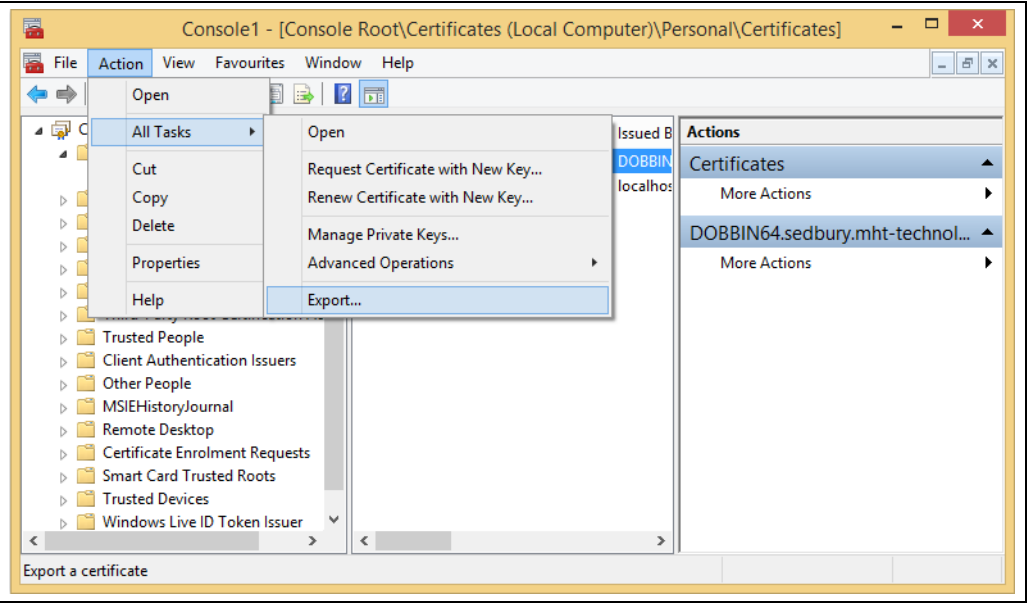 Console1 - [Console Root\Certificates (Local Computer)\Personal\Certificates]
File Action View Favourites Window Help
Open
All Tasks
Cut
Copy
Delete
Properties
Help
Open
Request Certificate with New Key...
Renew Certificate with New Key...
Manage Private Keys...
Advanced Operations
Export...
C
Issued B
DOBBIN
localhos
Trusted People
Client Authentication Issuers
Other People
MSIEHistoryJournal
Remote Desktop
Certificate Enrolment Requests
Smart Card Trusted Roots
Trusted Devices
Windows Live ID Token Issuer
Actions
Certificates
More Actions
DOBBIN64.sedbury.mht-technol...
More Actions
Export a certificate